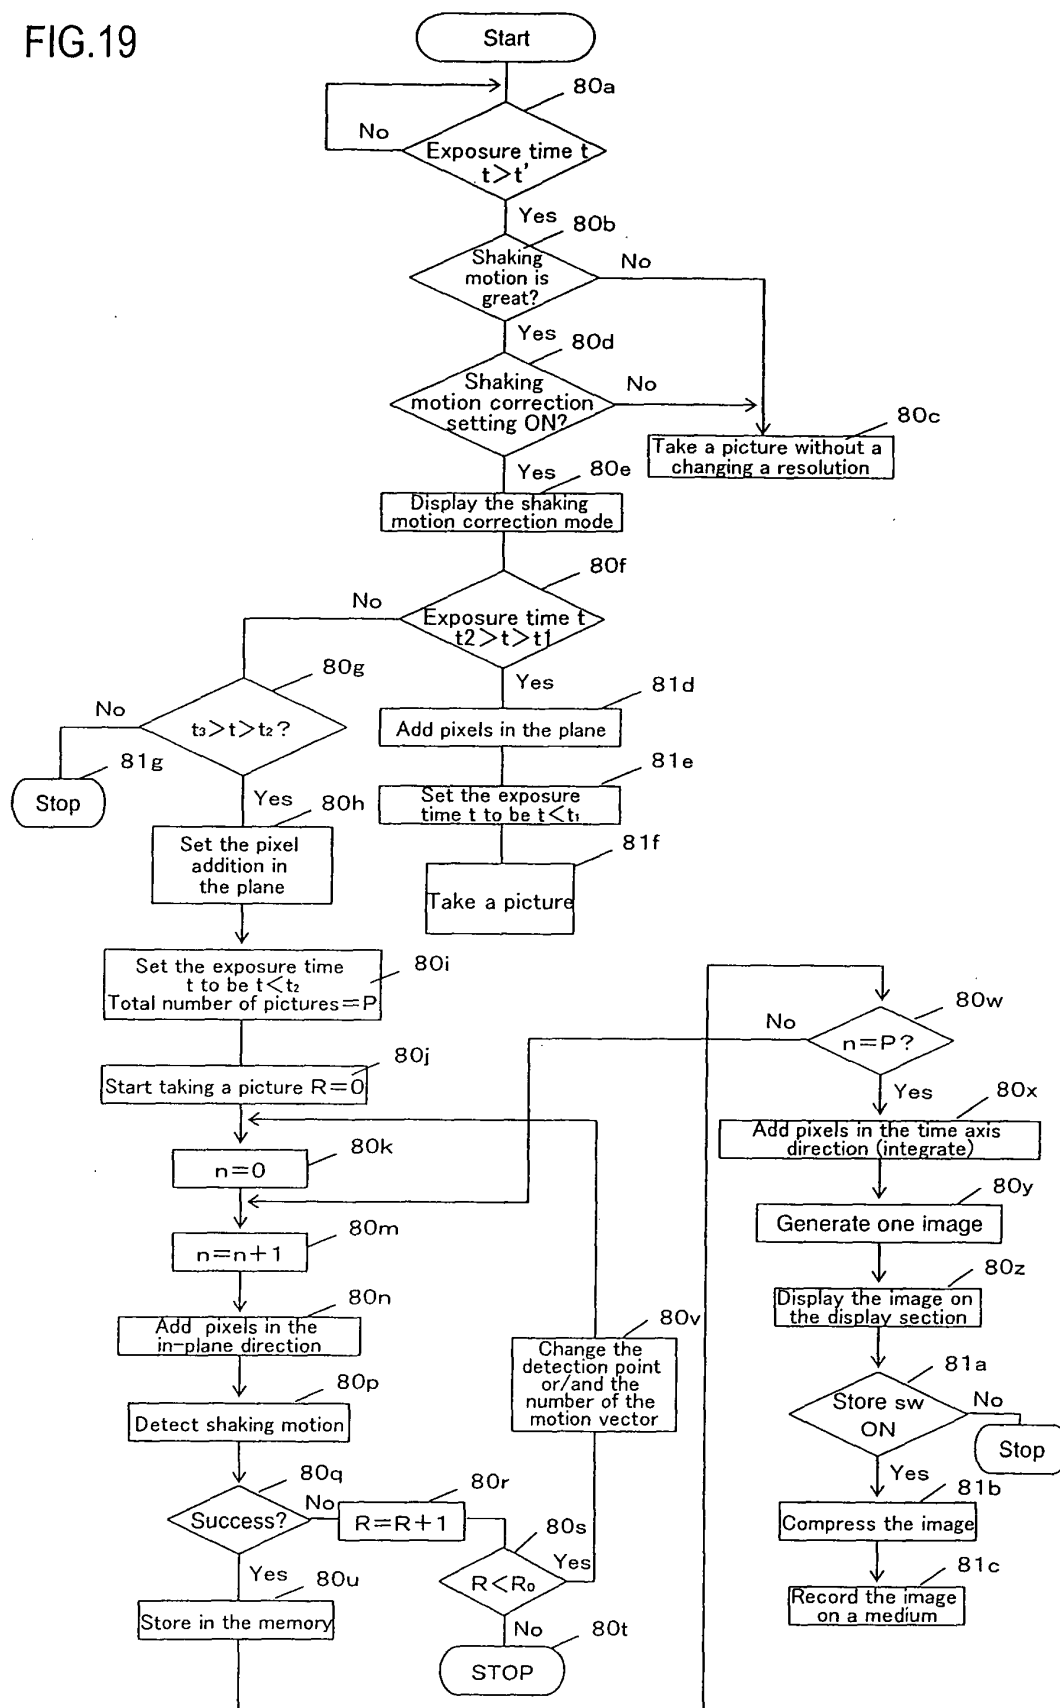 FIG.19
Start
80a
No
Exposure time t
t>t'
Yes
80b
Shaking
motion is
great?
No
Yes
80d
Shaking
motion correction
setting ON?
No
80c
Take a picture without a
changing a resolution
Yes
80e
Display the shaking
motion correction mode
80f
No
Exposure time t
t2>t>t1
80g
Yes
81d
No
t₃>t>t₂?
Add pixels in the plane
81g
81e
Stop
Yes
80h
Set the exposure
time t to be t<t₁
Set the pixel
addition in
the plane
81f
Take a picture
Set the exposure time
t to be t<t₂
Total number of pictures=P
80i
80w
No
n=P?
80j
Start taking a picture R=0
Yes
80x
Add pixels in the time axis
direction (integrate)
80k
n=0
80y
Generate one image
80m
n=n+1
80z
Display the image on
the display section
80n
Add pixels in the
in-plane direction
80v
Change the
detection point
or/and the
number of the
motion vector
81a
Store sw
ON
No
Stop
80p
Detect shaking motion
Yes
81b
Compress the image
80q
Success?
No
80r
R=R+1
80s
R<R₀
Yes
81c
Record the image
on a medium
Yes
80u
Store in the memory
No
80t
STOP